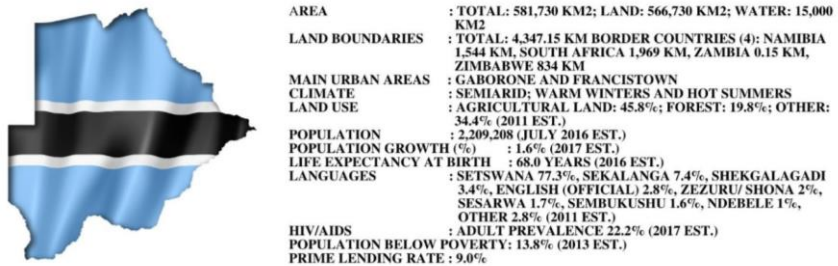 AREA : TOTAL: 581,730 KM2; LAND: 566,730 KM2; WATER: 15,000
KM2
LAND BOUNDARIES : TOTAL: 4,347.15 KM BORDER COUNTRIES (4): NAMIBIA
1,544 KM, SOUTH AFRICA 1,969 KM, ZAMBIA 0.15 KM,
ZIMBABWE 834 KM
MAIN URBAN AREAS : GABORONE AND FRANCISTOWN
CLIMATE : SEMIARID; WARM WINTERS AND HOT SUMMERS
LAND USE : AGRICULTURAL LAND: 45.8%; FOREST: 19.8%; OTHER:
34.4% (2011 EST.)
POPULATION : 2,209,208 (JULY 2016 EST.)
POPULATION GROWTH (%) : 1.6% (2017 EST.)
LIFE EXPECTANCY AT BIRTH : 68.0 YEARS (2016 EST.)
LANGUAGES : SETSWANA 77.3%, SEKALANGA 7.4%, SHEKGALAGADI
3.4%, ENGLISH (OFFICIAL) 2.8%, ZEZURU/ SHONA 2%,
SESARWA 1.7%, SEMBUKUSHU 1.6%, NDEBELE 1%,
OTHER 2.8% (2011 EST.)
HIV/AIDS : ADULT PREVALENCE 22.2% (2017 EST.)
POPULATION BELOW POVERTY: 13.8% (2013 EST.)
PRIME LENDING RATE : 9.0%